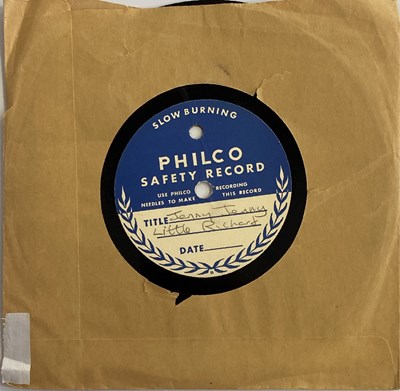 SLOW BURNING
PHILCO
SAFETY RECORD
USE PHILCO RECORDING
NEEDLES TO MAKE THIS RECORD
TITLE Jenny Jenny
Little Richard
DATE